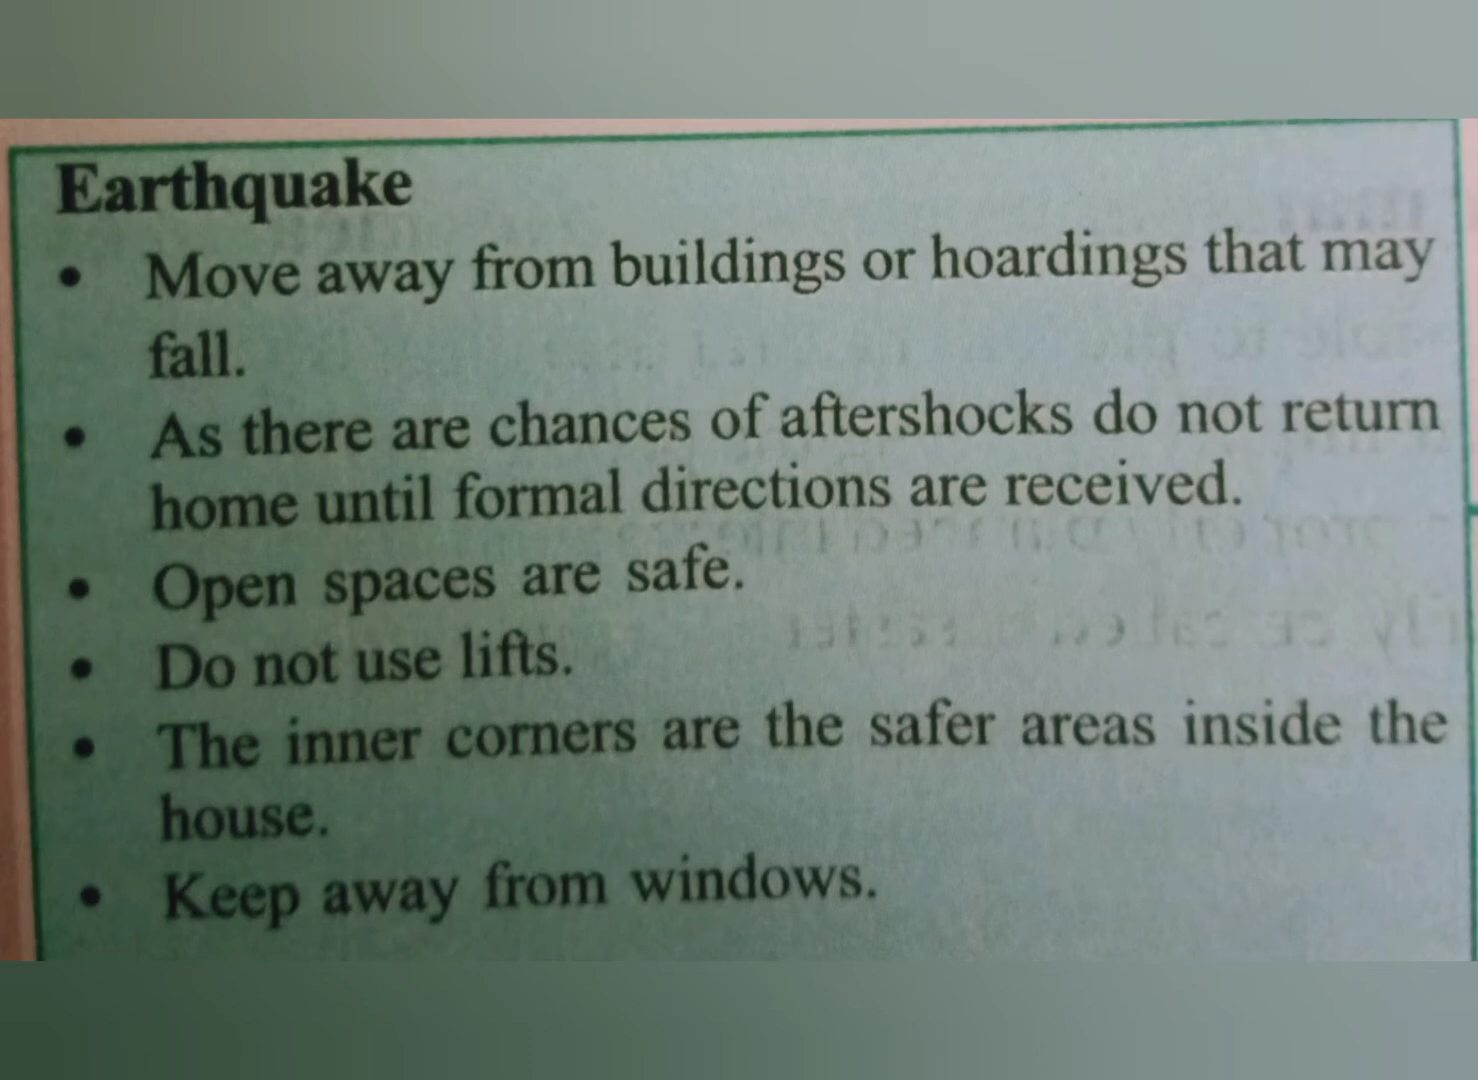 Earthquake
• Move away from buildings or hoardings that may
fall.
• As there are chances of aftershocks do not return
home until formal directions are received.
• Open spaces are safe.
• Do not use lifts.
• The inner corners are the safer areas inside the
house.
• Keep away from windows.